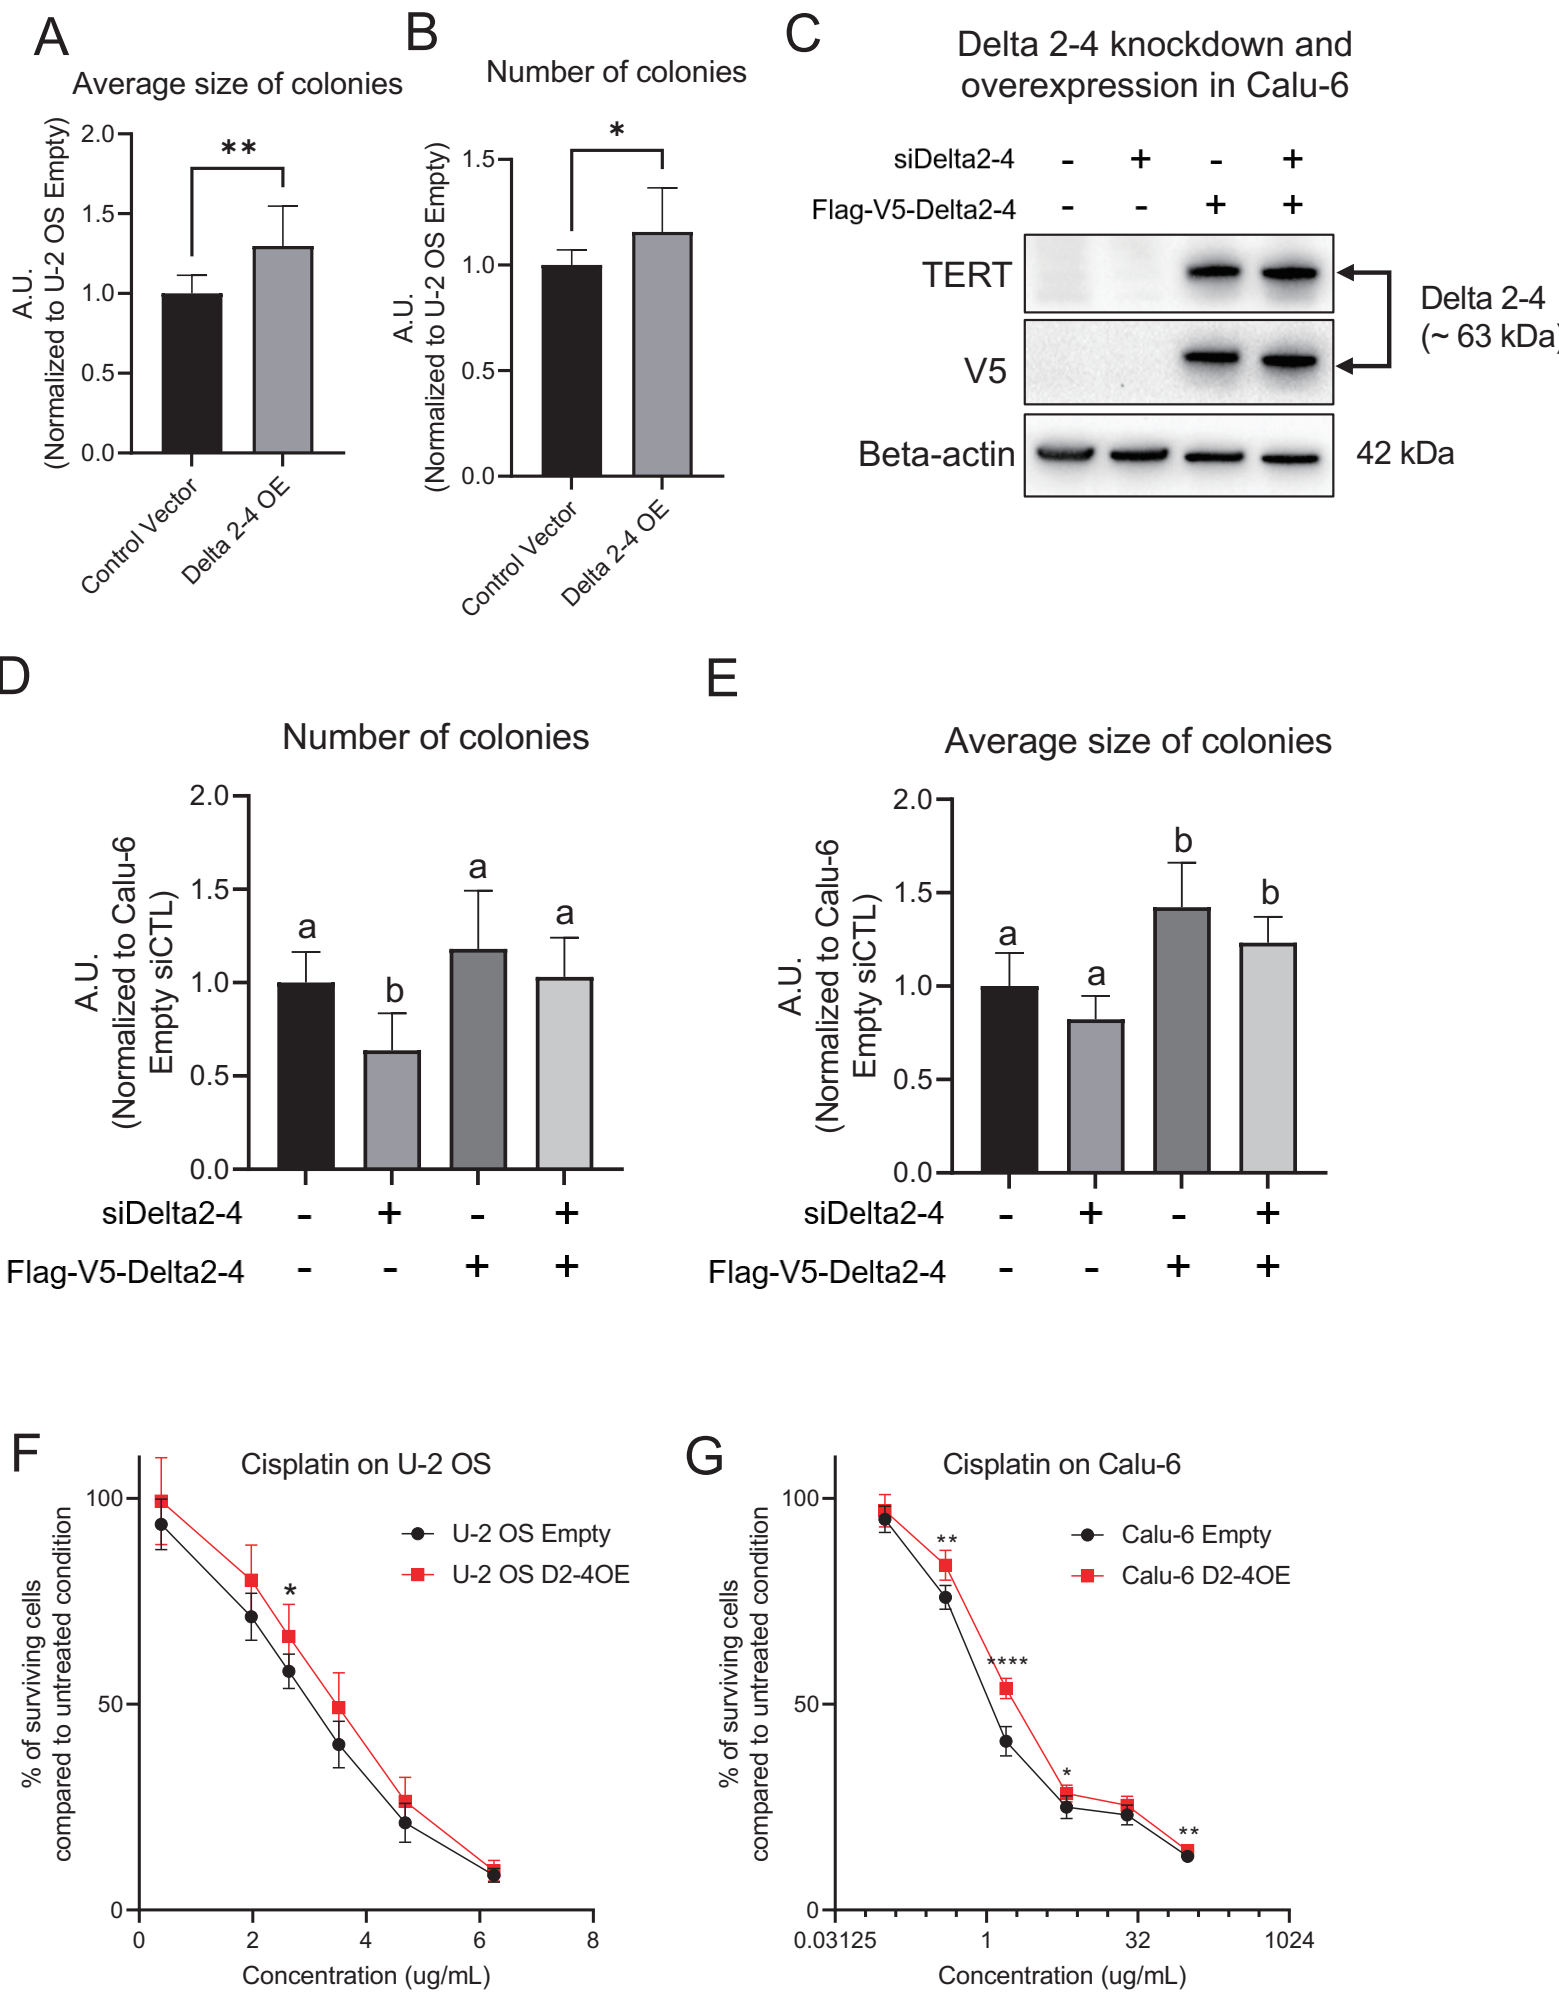 A
Average size of colonies
A.U.
(Normalized to U-2 OS Empty)
2.0
1.5
1.0
0.5
0.0
**
Control Vector
Delta 2-4 OE
B
Number of colonies
A.U.
(Normalized to U-2 OS Empty)
1.5
1.0
0.5
0.0
*
Control Vector
Delta 2-4 OE
C
Delta 2-4 knockdown and
overexpression in Calu-6
siDelta2-4 - + - +
Flag-V5-Delta2-4 - - + +
TERT
V5
Beta-actin
Delta 2-4
(~ 63 kDa)
42 kDa
D
Number of colonies
A.U.
(Normalized to Calu-6
Empty siCTL)
2.0
1.5
1.0
0.5
0.0
a
b
a
a
siDelta2-4 - + - +
Flag-V5-Delta2-4 - - + +
E
Average size of colonies
A.U.
(Normalized to Calu-6
Empty siCTL)
2.0
1.5
1.0
0.5
0.0
a
a
b
b
siDelta2-4 - + - +
Flag-V5-Delta2-4 - - + +
F
Cisplatin on U-2 OS
% of surviving cells
compared to untreated condition
100
50
0
*
U-2 OS Empty
U-2 OS D2-4OE
0 2 4 6 8
Concentration (ug/mL)
G
Cisplatin on Calu-6
% of surviving cells
compared to untreated condition
100
50
0
**
****
*
**
Calu-6 Empty
Calu-6 D2-4OE
0.03125 1 32 1024
Concentration (ug/mL)